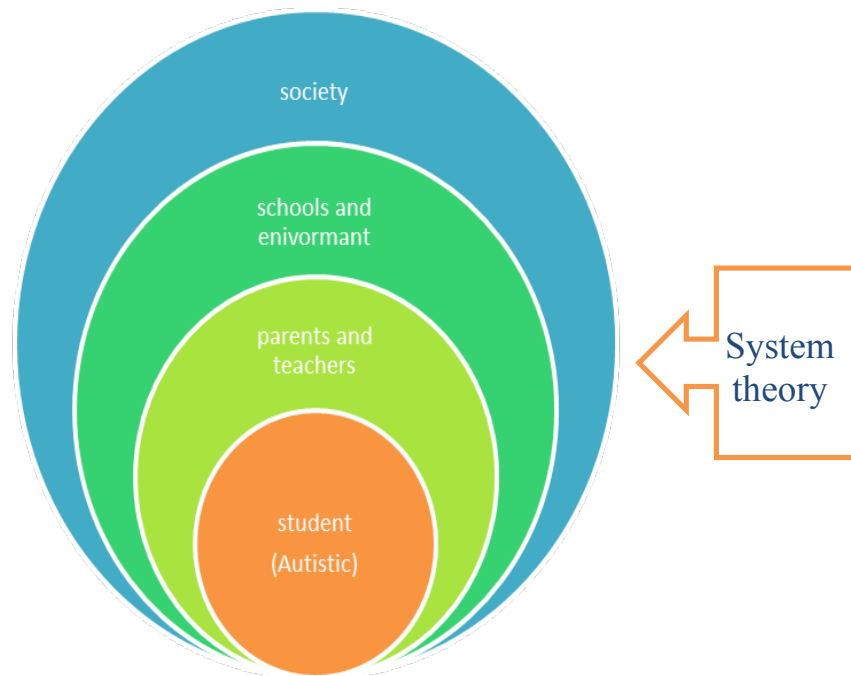 society
schools and
enivormant
parents and
teachers
student
(Autistic)
System
theory